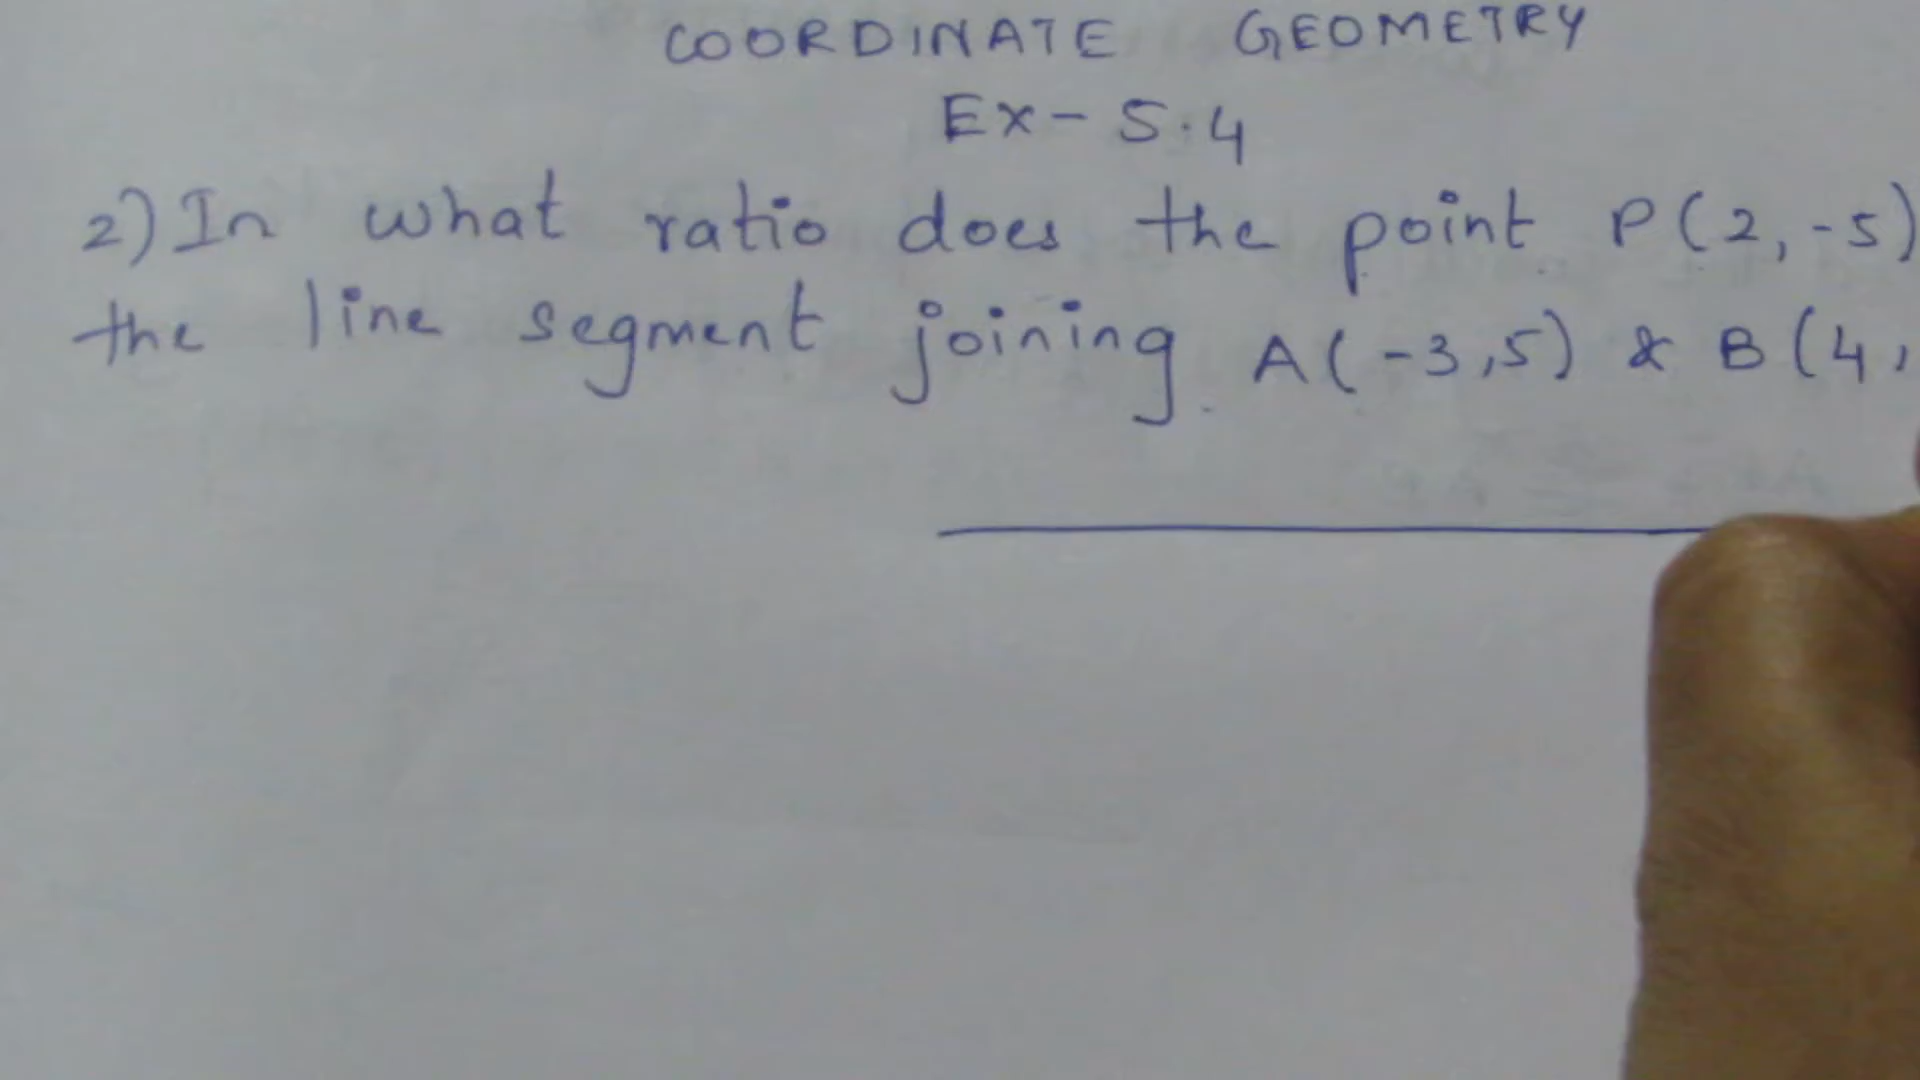 COORDINATE GEOMETRY
Ex - 5.4
2) In what ratio does the point P(2,-5)
the line segment joining A(-3,5) & B(4,